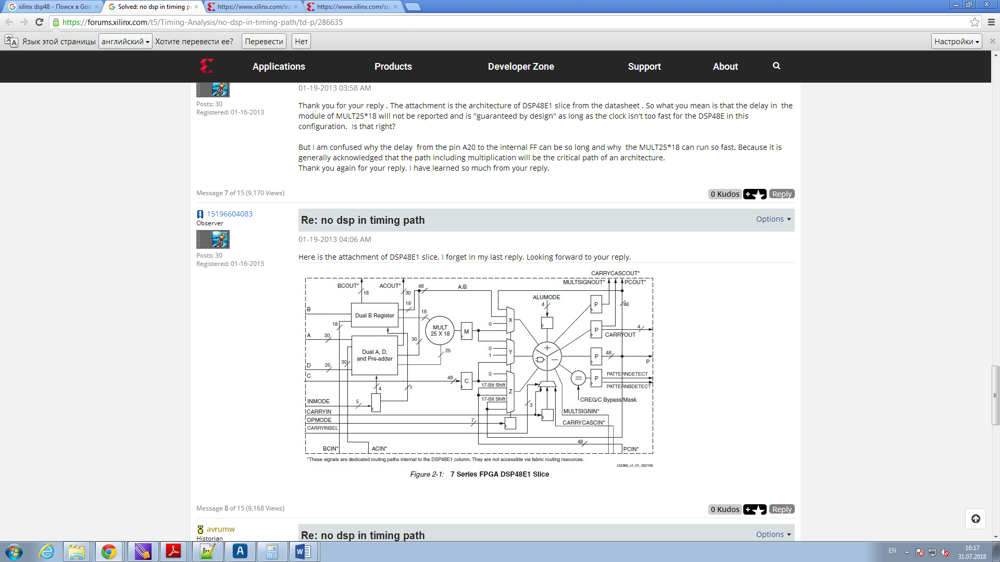 xilinx dsp48 - Поиск в Goo
Solved: no dsp in timing p
https://www.xilinx.com/su
https://www.xilinx.com/su
https://forums.xilinx.com/t5/Timing-Analysis/no-dsp-in-timing-path/td-p/286635
Язык этой страницы английский Хотите перевести ее? Перевести Нет Настройки
Applications Products Developer Zone Support About
01-19-2013 03:58 AM
Posts: 30
Registered: 01-16-2013
Thank you for your reply . The attachment is the architecture of DSP48E1 slice from the datasheet . So what you mean is that the delay in the
module of MULT25*18 will not be reported and is "guaranteed by design" as long as the clock isn't too fast for the DSP48E in this
configuration. Is that right?
But I am confused why the delay from the pin A20 to the internal FF can be so long and why the MULT25*18 can run so fast. Because it is
generally acknowledged that the path including multiplication will be the critical path of an architecture.
Thank you again for your reply. I have learned so much from your reply.
Message 7 of 15 (9,170 Views)
0 Kudos + Reply
15196604083
Observer
CLASSIC
Posts: 30
Registered: 01-16-2013
Re: no dsp in timing path
Options
01-19-2013 04:06 AM
Here is the attachment of DSP48E1 slice. I forget in my last reply. Looking forward to your reply.
CARRYCASCOUT*
BCOUT* ACOUT* 48 A:B MULTSIGNOUT* PCOUT*
18 30 ALUMODE
18 4 P 48
B Dual B Register 18 X
0
18 MULT
25 X 18 M P 4
CARRYOUT
A 30 30
0
Dual A, D,
and Pre-adder 25 1 Y + − P 48
P
D 25 30
C 48 C 0 = P PATTERNDETECT
17-Bit Shift PATTERNBDETECT
4 1 Z
17-Bit Shift CREG/C Bypass/Mask
INMODE 5 3
CARRYIN MULTSIGNIN*
OPMODE 7
CARRYINSEL CARRYCASCIN*
48
BCIN* ACIN* PCIN*
*These signals are dedicated routing paths internal to the DSP48E1 column. They are not accessible via fabric routing resources.
UG369_c1_01_052109
Figure 2-1: 7 Series FPGA DSP48E1 Slice
Message 8 of 15 (9,168 Views)
0 Kudos + Reply
avrumw
Historian
Re: no dsp in timing path
Options
EN
16:17
31.07.2018